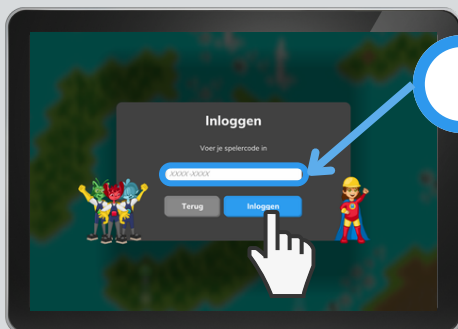 Inloggen
Voer je spelercode in
XXXX-XXXX
Terug
Inloggen